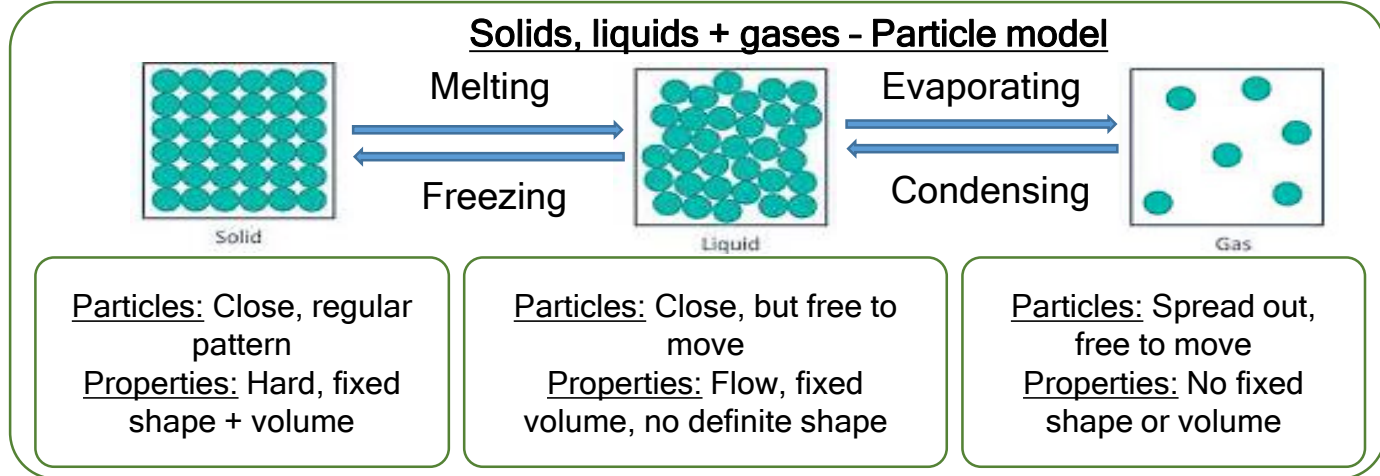 Solids, liquids + gases – Particle model
Melting
Evaporating
Freezing
Condensing
Solid
Liquid
Gas
Particles: Close, regular
pattern
Properties: Hard, fixed
shape + volume
Particles: Close, but free to
move
Properties: Flow, fixed
volume, no definite shape
Particles: Spread out,
free to move
Properties: No fixed
shape or volume